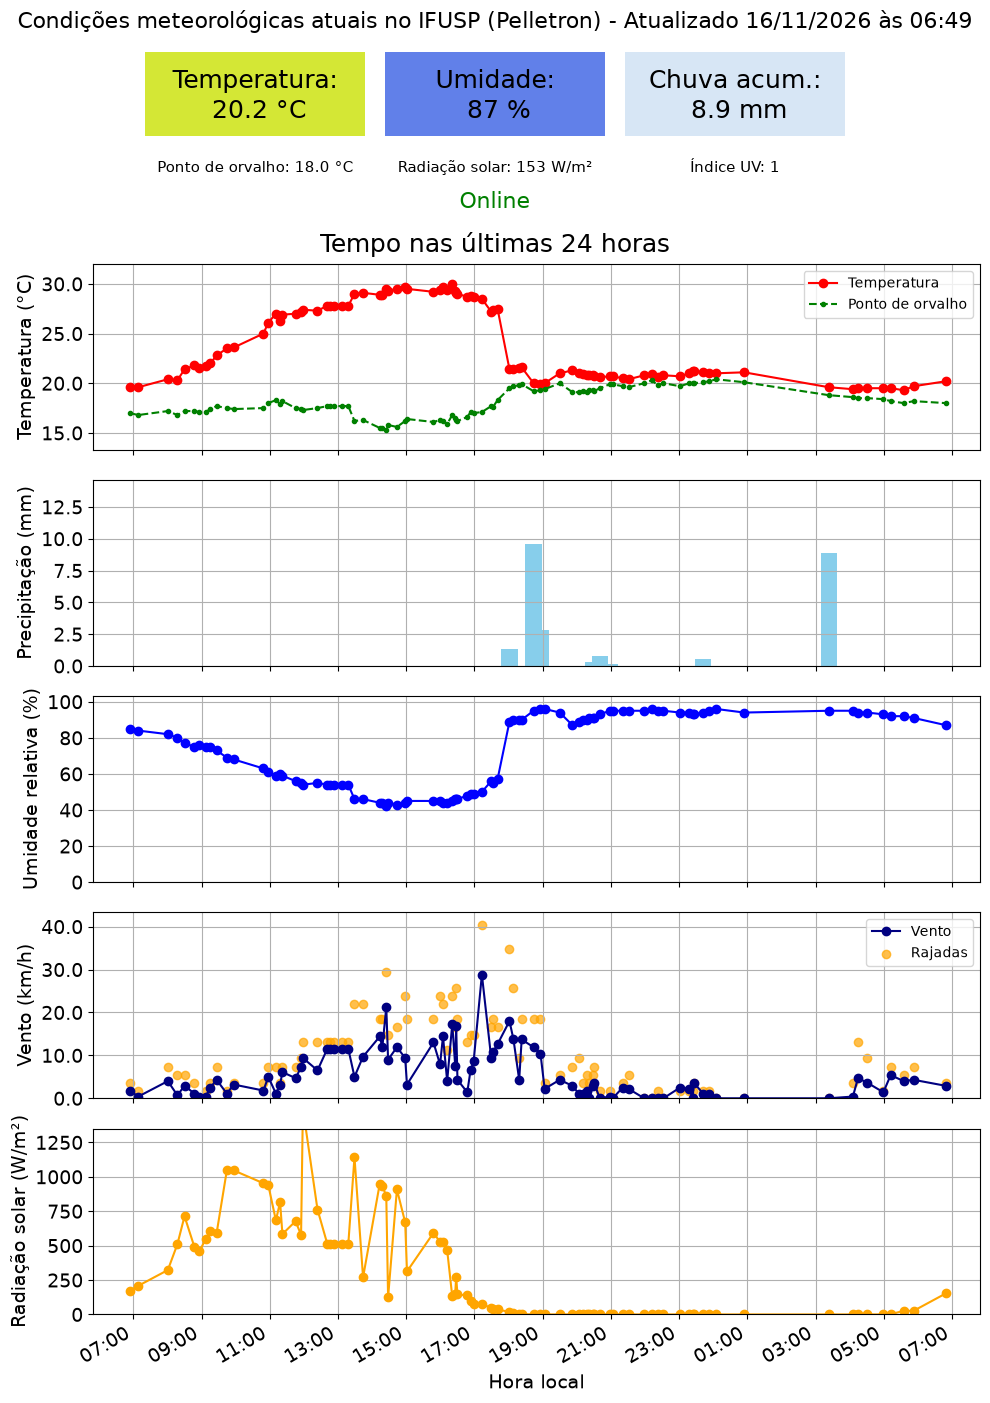 Condições meteorológicas atuais no IFUSP (Pelletron) - Atualizado 16/11/2026 às 06:49
Temperatura:
20.2 °C
Umidade:
87 %
Chuva acum.:
8.9 mm
Ponto de orvalho: 18.0 °C
Radiação solar: 153 W/m²
Índice UV: 1
Online
Tempo nas últimas 24 horas
Temperatura (°C)
30.0
25.0
20.0
15.0
Temperatura
Ponto de orvalho
Precipitação (mm)
12.5
10.0
7.5
5.0
2.5
0.0
Umidade relativa (%)
100
80
60
40
20
0
Vento (km/h)
40.0
30.0
20.0
10.0
0.0
Vento
Rajadas
Radiação solar (W/m²)
1250
1000
750
500
250
0
07:00
09:00
11:00
13:00
15:00
17:00
19:00
21:00
23:00
01:00
03:00
05:00
07:00
Hora local